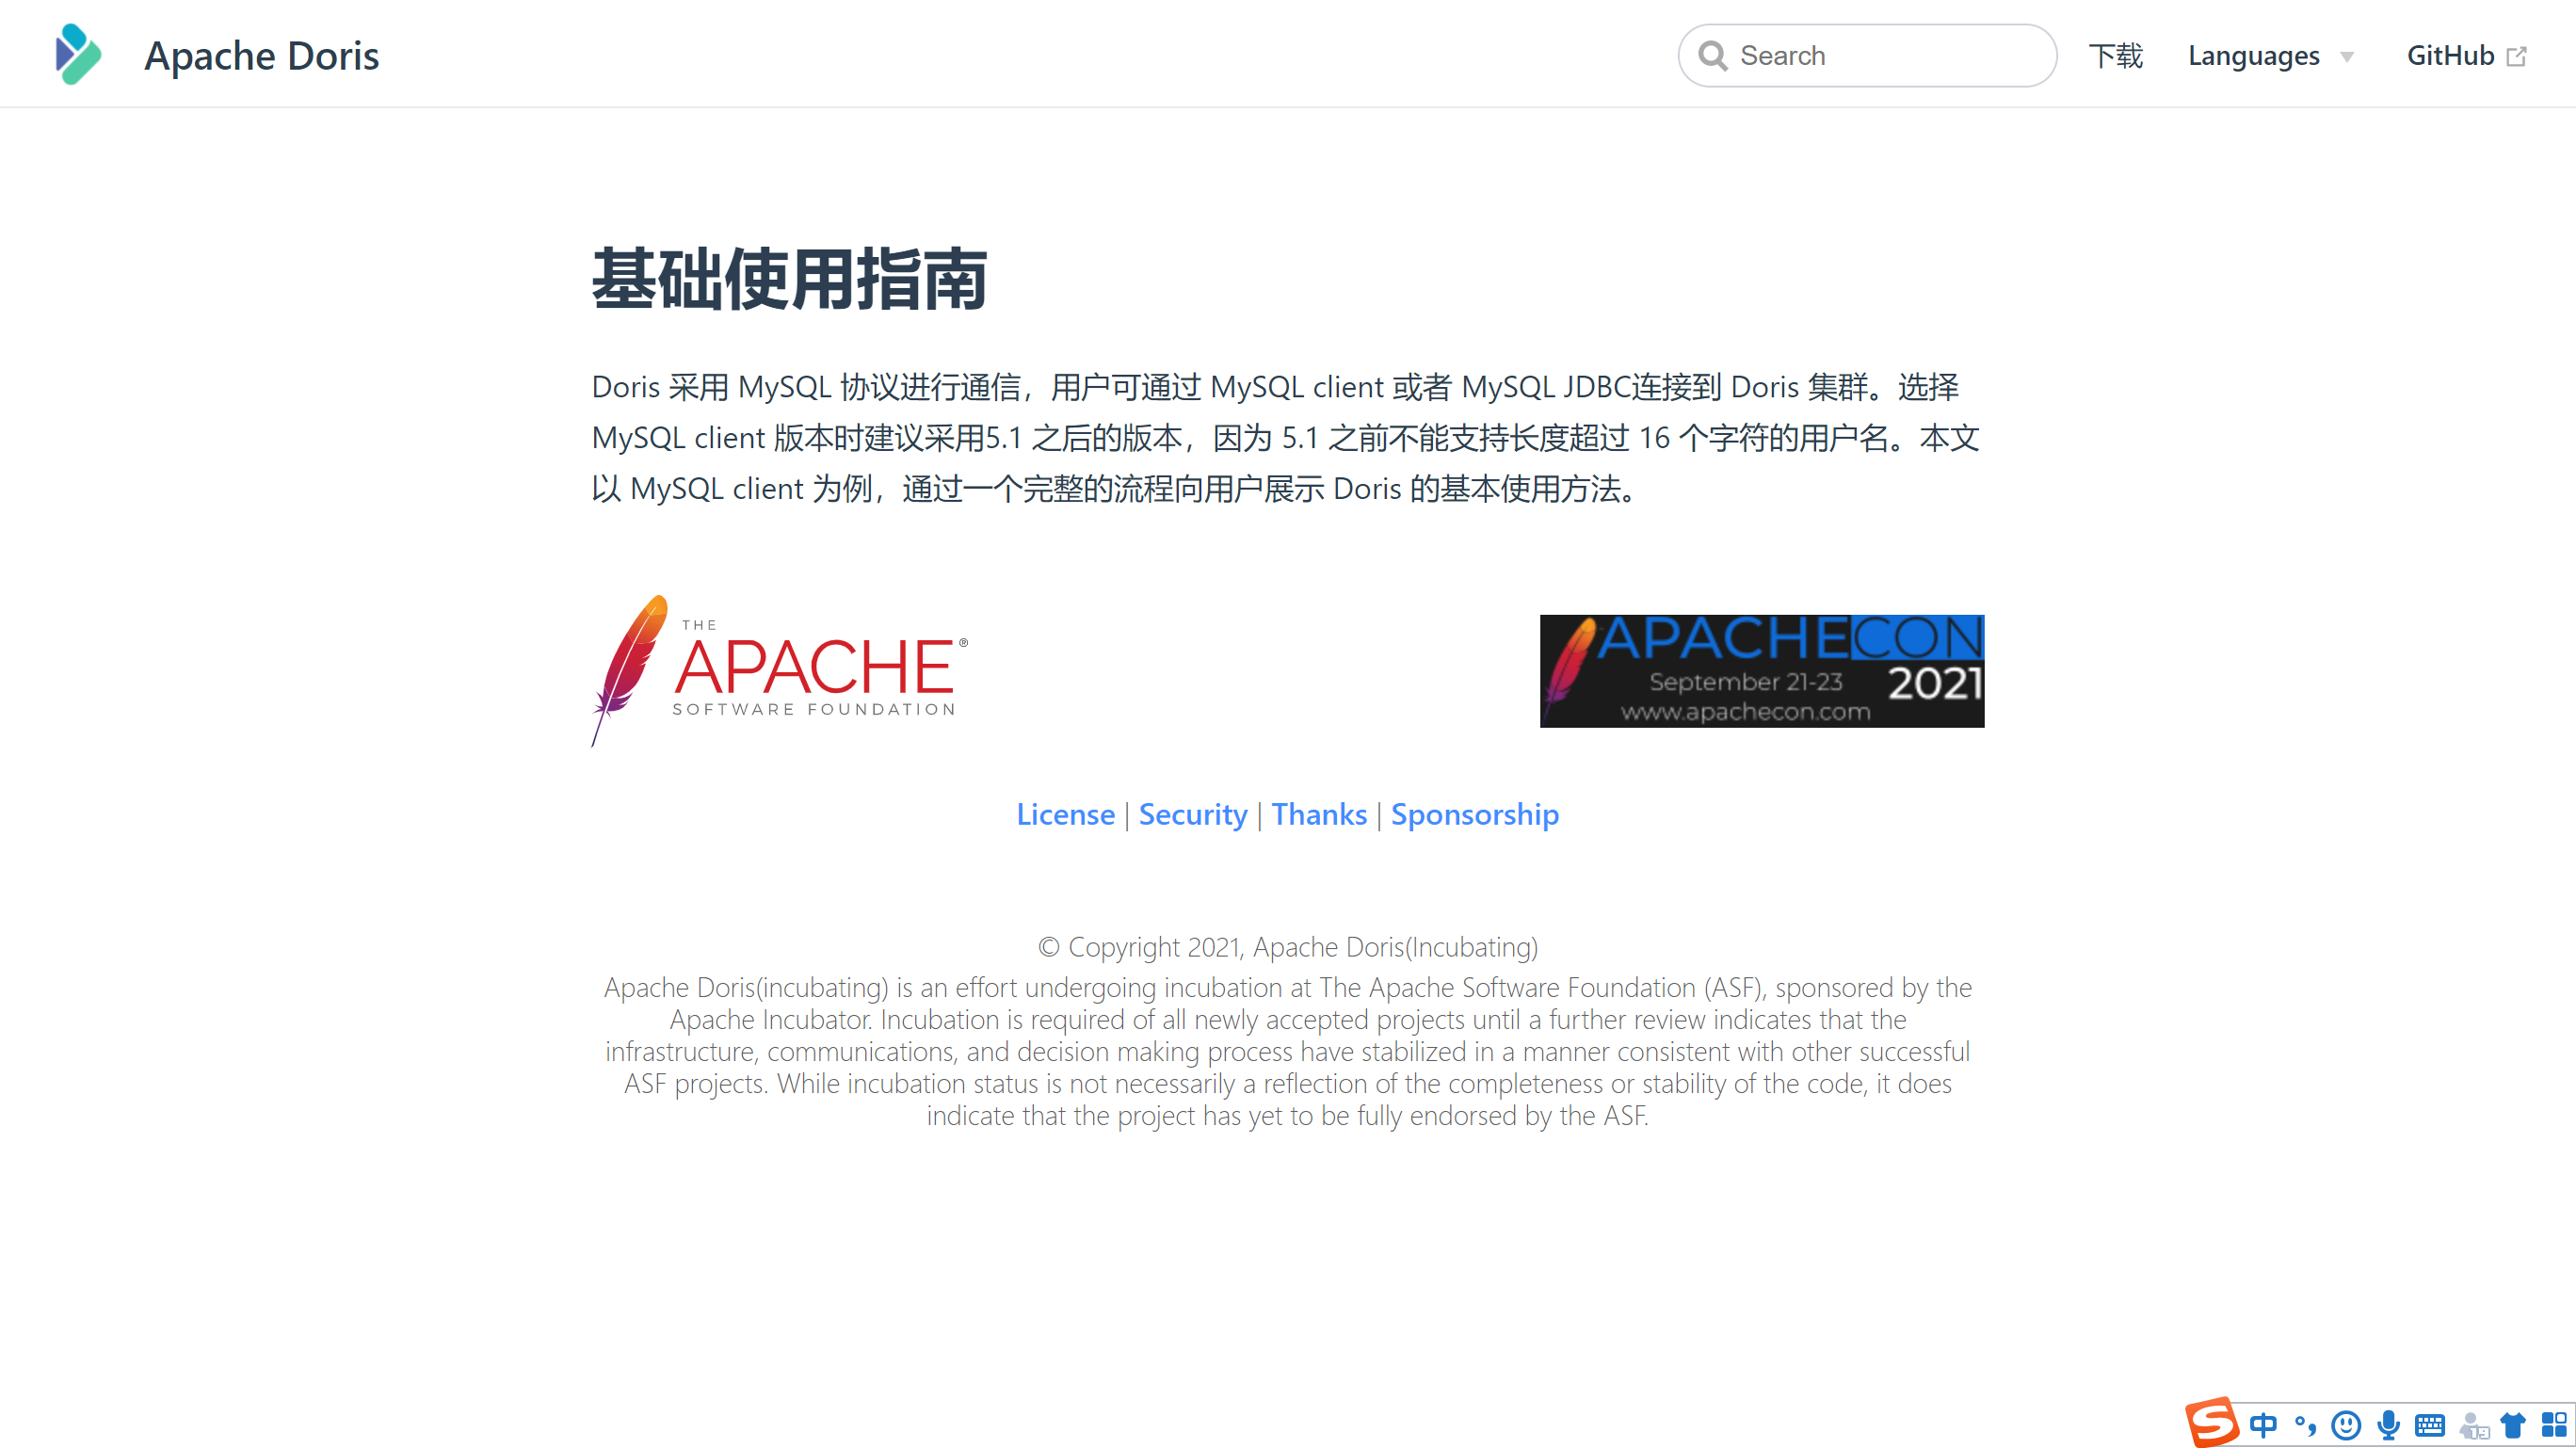 Apache Doris
Search
下载
Languages
GitHub
基础使用指南
Doris 采用 MySQL 协议进行通信，用户可通过 MySQL client 或者 MySQL JDBC连接到 Doris 集群。选择
MySQL client 版本时建议采用5.1 之后的版本，因为 5.1 之前不能支持长度超过 16 个字符的用户名。本文
以 MySQL client 为例，通过一个完整的流程向用户展示 Doris 的基本使用方法。
THE
APACHE®
SOFTWARE FOUNDATION
APACHECON
September 21-23
2021
www.apachecon.com
License | Security | Thanks | Sponsorship
© Copyright 2021, Apache Doris(Incubating)
Apache Doris(incubating) is an effort undergoing incubation at The Apache Software Foundation (ASF), sponsored by the
Apache Incubator. Incubation is required of all newly accepted projects until a further review indicates that the
infrastructure, communications, and decision making process have stabilized in a manner consistent with other successful
ASF projects. While incubation status is not necessarily a reflection of the completeness or stability of the code, it does
indicate that the project has yet to be fully endorsed by the ASF.
S 中 °,